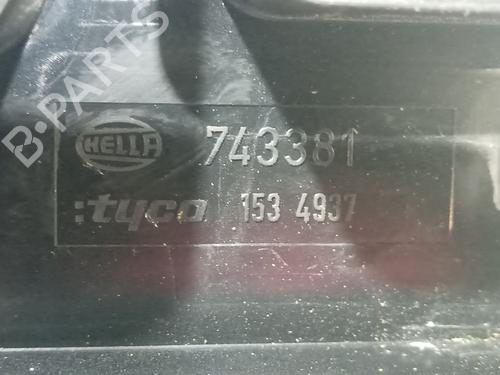 B-PARTS
HELLA 743381
:tyco 153 4937